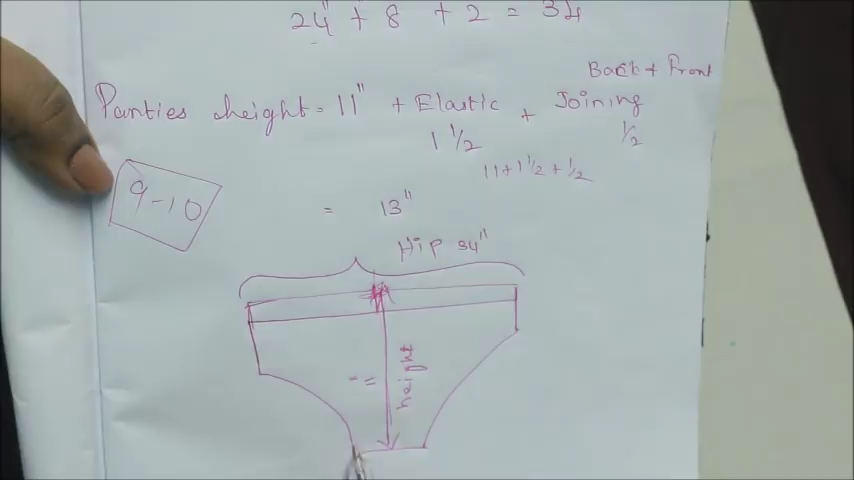 24" + 8 + 2 = 34
Back + Front
Panties height = 11" + Elastic + Joining
1 1/2 1/2
11+1 1/2 + 1/2
9-10
= 13"
Hip 34"
11"
height